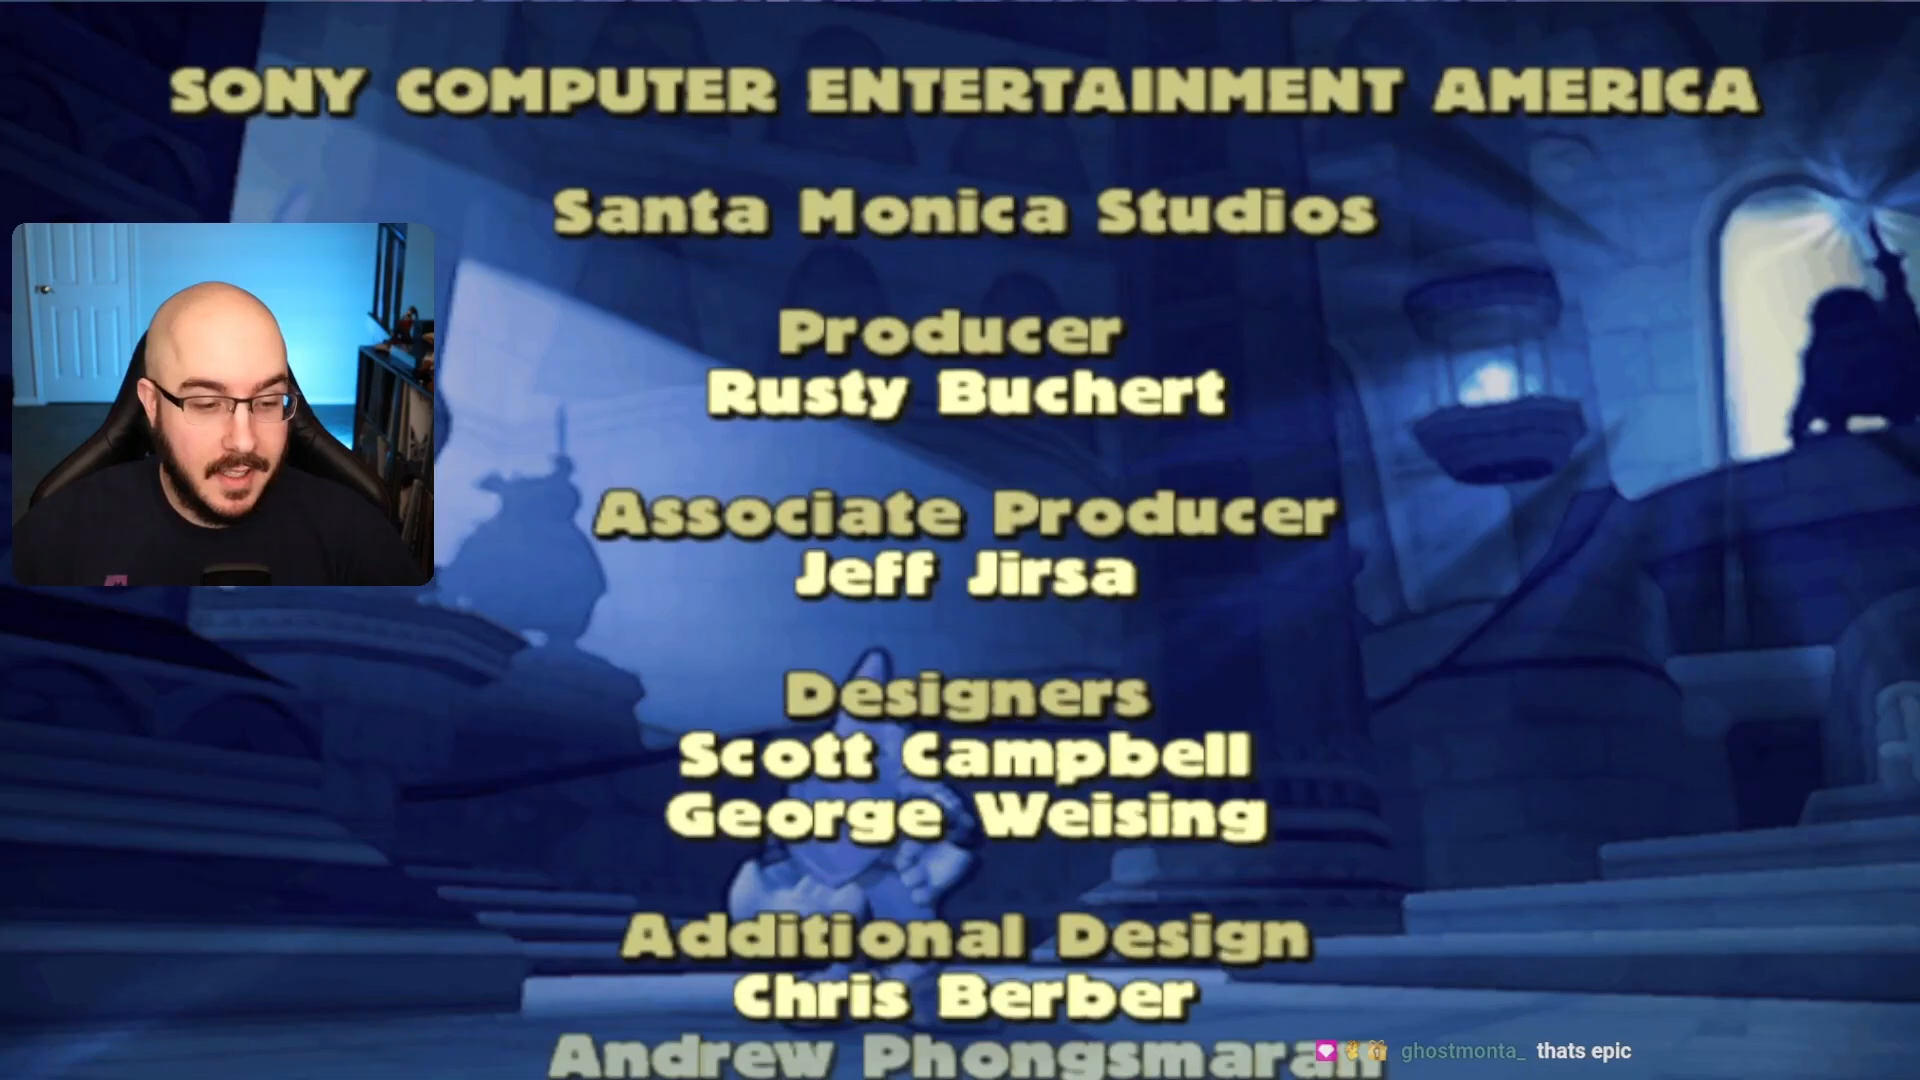 SONY COMPUTER ENTERTAINMENT AMERICA
Santa Monica Studios
Producer
Rusty Buchert
Associate Producer
Jeff Jirsa
Designers
Scott Campbell
George Weising
Additional Design
Chris Berber
Andrew
ghostmonta_ thats epic